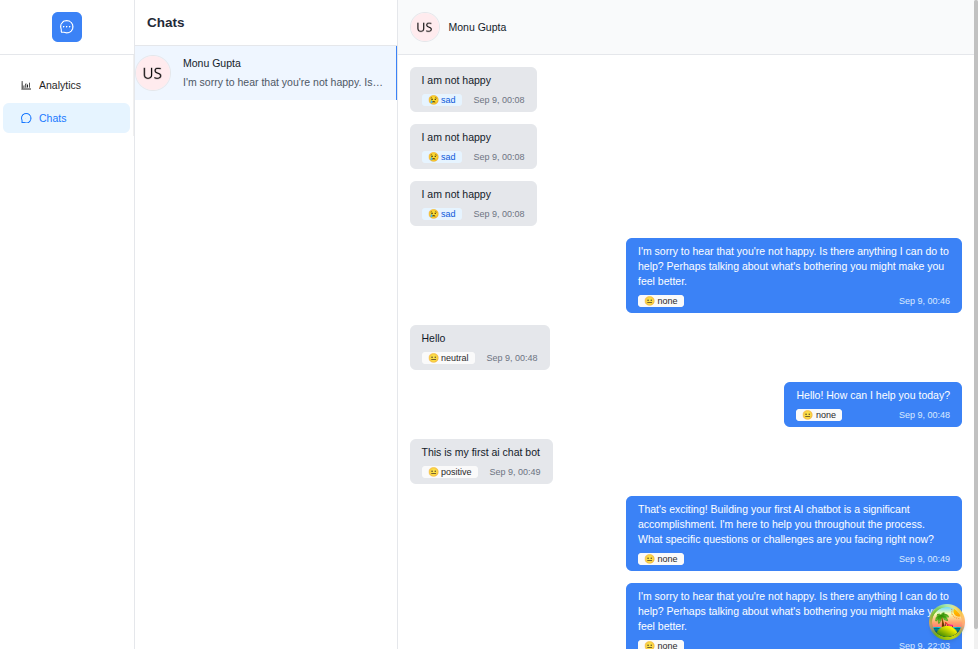 Chats
Monu Gupta
Analytics
Chats
US
Monu Gupta
I'm sorry to hear that you're not happy. Is…
US
I am not happy
😢 sad Sep 9, 00:08
I am not happy
😢 sad Sep 9, 00:08
I am not happy
😢 sad Sep 9, 00:08
I'm sorry to hear that you're not happy. Is there anything I can do to
help? Perhaps talking about what's bothering you might make you
feel better.
😐 none Sep 9, 00:46
Hello
😐 neutral Sep 9, 00:48
Hello! How can I help you today?
😐 none Sep 9, 00:48
This is my first ai chat bot
😐 positive Sep 9, 00:49
That's exciting! Building your first AI chatbot is a significant
accomplishment. I'm here to help you throughout the process.
What specific questions or challenges are you facing right now?
😐 none Sep 9, 00:49
I'm sorry to hear that you're not happy. Is there anything I can do to
help? Perhaps talking about what's bothering you might make
feel better.
😐 none Sep 9, 22:03